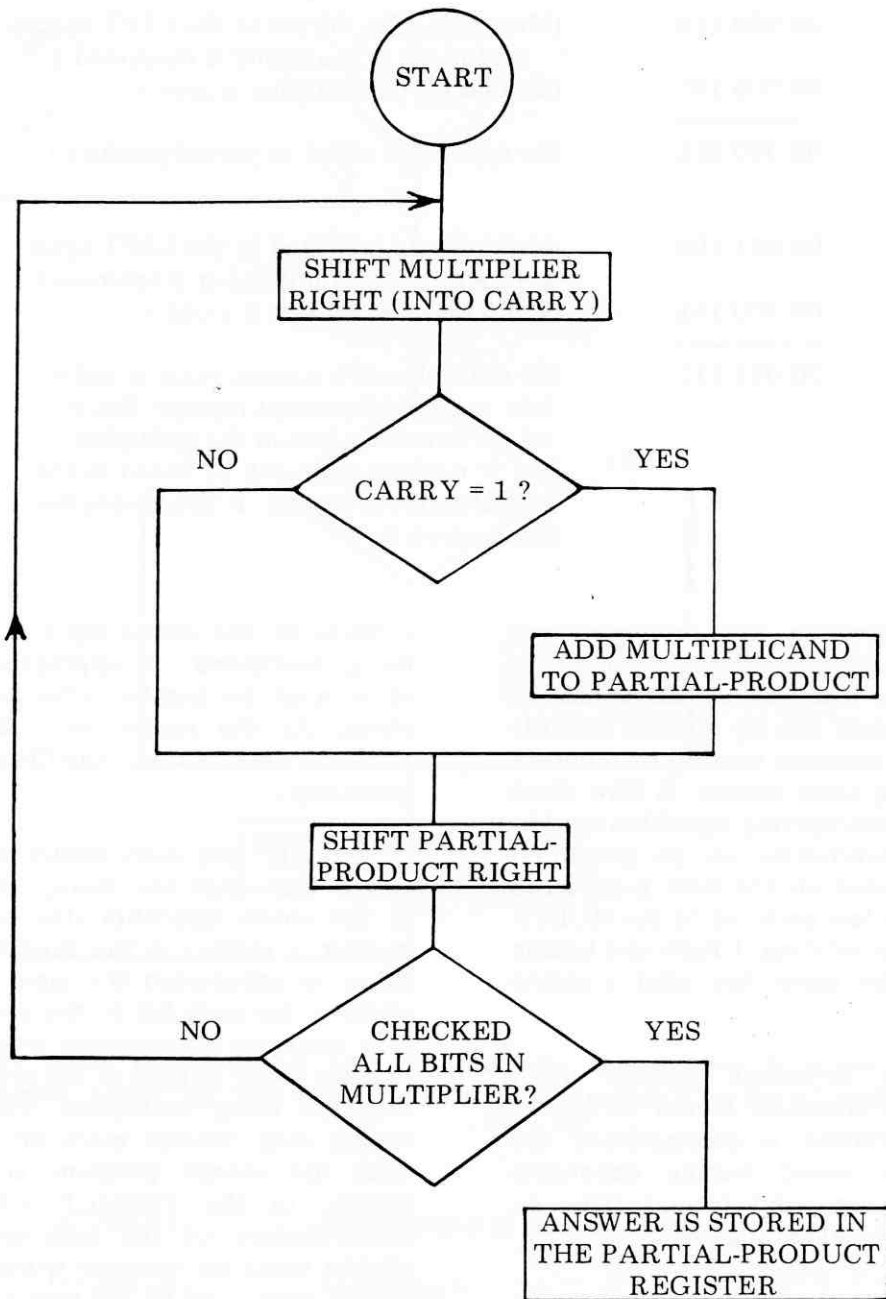 START
SHIFT MULTIPLIER
RIGHT (INTO CARRY)
NO
YES
CARRY = 1 ?
ADD MULTIPLICAND
TO PARTIAL-PRODUCT
SHIFT PARTIAL-
PRODUCT RIGHT
NO
YES
CHECKED
ALL BITS IN
MULTIPLIER?
ANSWER IS STORED IN
THE PARTIAL-PRODUCT
REGISTER